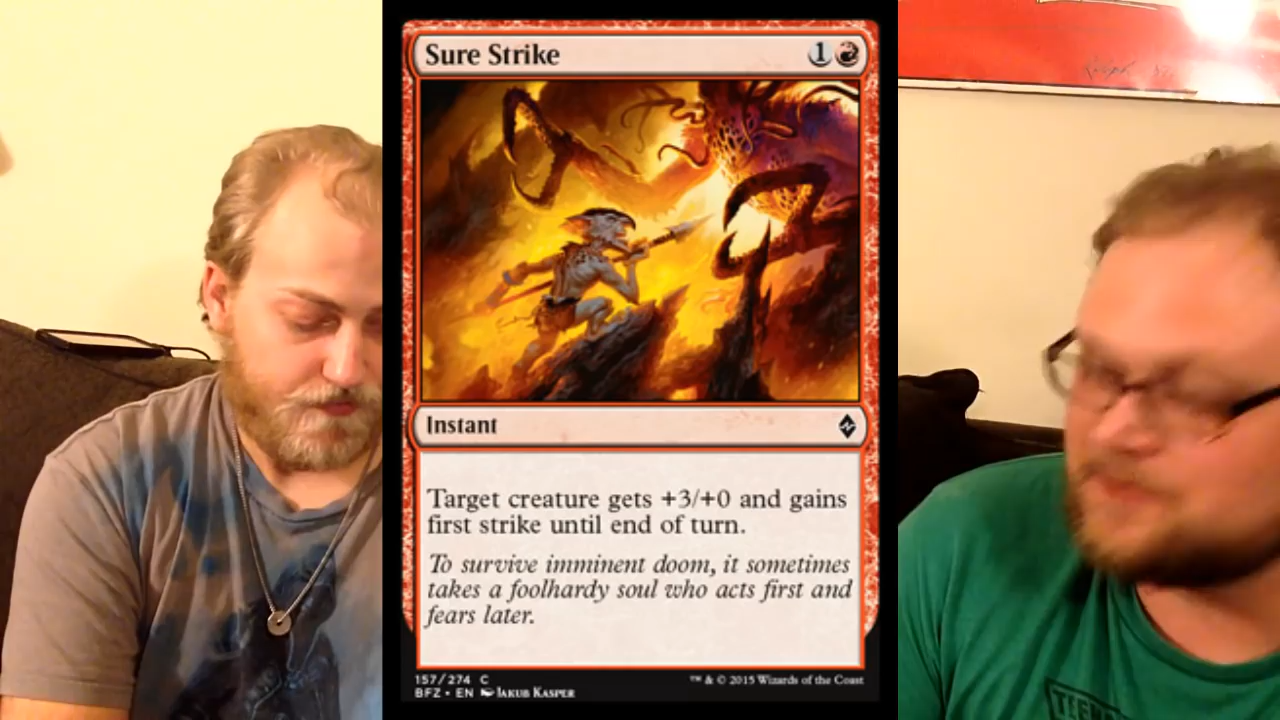 Sure Strike 1
Instant
Target creature gets +3/+0 and gains
first strike until end of turn.
To survive imminent doom, it sometimes
takes a foolhardy soul who acts first and
fears later.
157/274 C
BFZ • EN Jakub Kasper
™ & © 2015 Wizards of the Coast